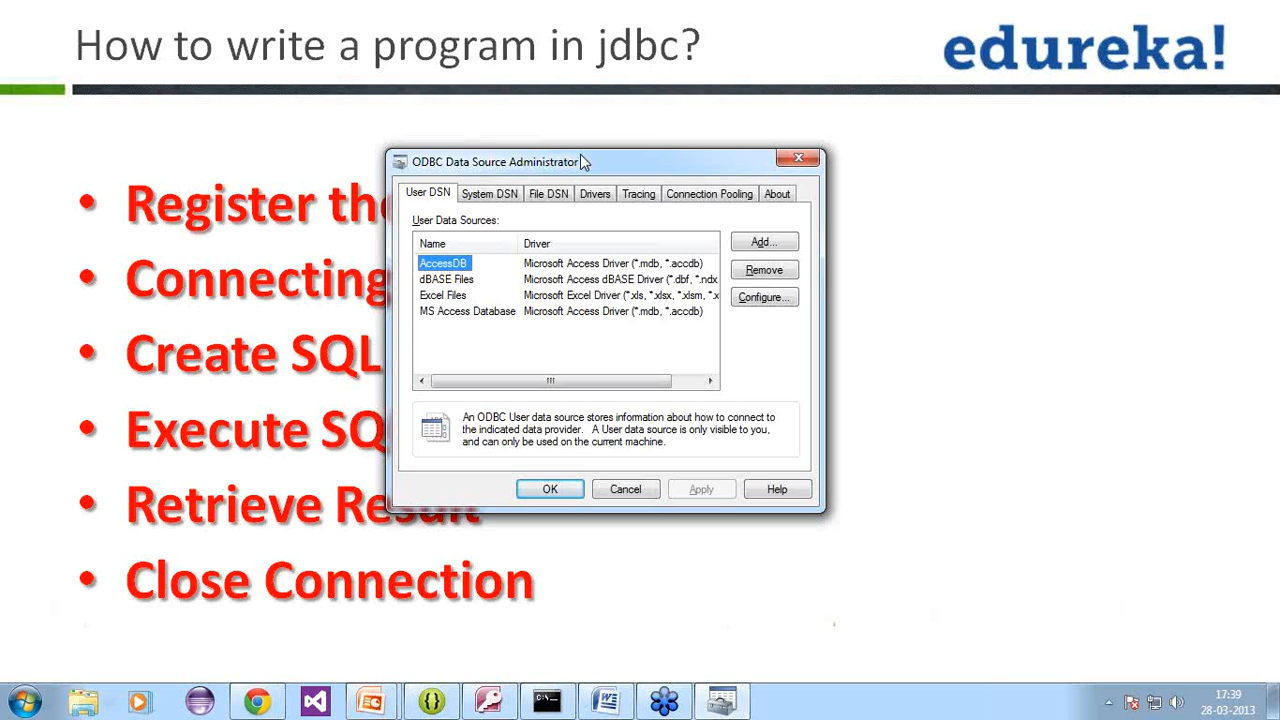 How to write a program in jdbc?
edureka!
• Register the
• Connecting
• Create SQL
• Execute SQ
• Retrieve Result
• Close Connection
ODBC Data Source Administrator
User DSN System DSN File DSN Drivers Tracing Connection Pooling About
User Data Sources:
Name Driver
AccessDB Microsoft Access Driver (*.mdb, *.accdb)
dBASE Files Microsoft Access dBASE Driver (*.dbf, *.ndx
Excel Files Microsoft Excel Driver (*.xls, *.xlsx, *.xlsm, *.x
MS Access Database Microsoft Access Driver (*.mdb, *.accdb)
Add...
Remove
Configure...
An ODBC User data source stores information about how to connect to
the indicated data provider. A User data source is only visible to you,
and can only be used on the current machine.
OK Cancel Apply Help
17:39
28-03-2013